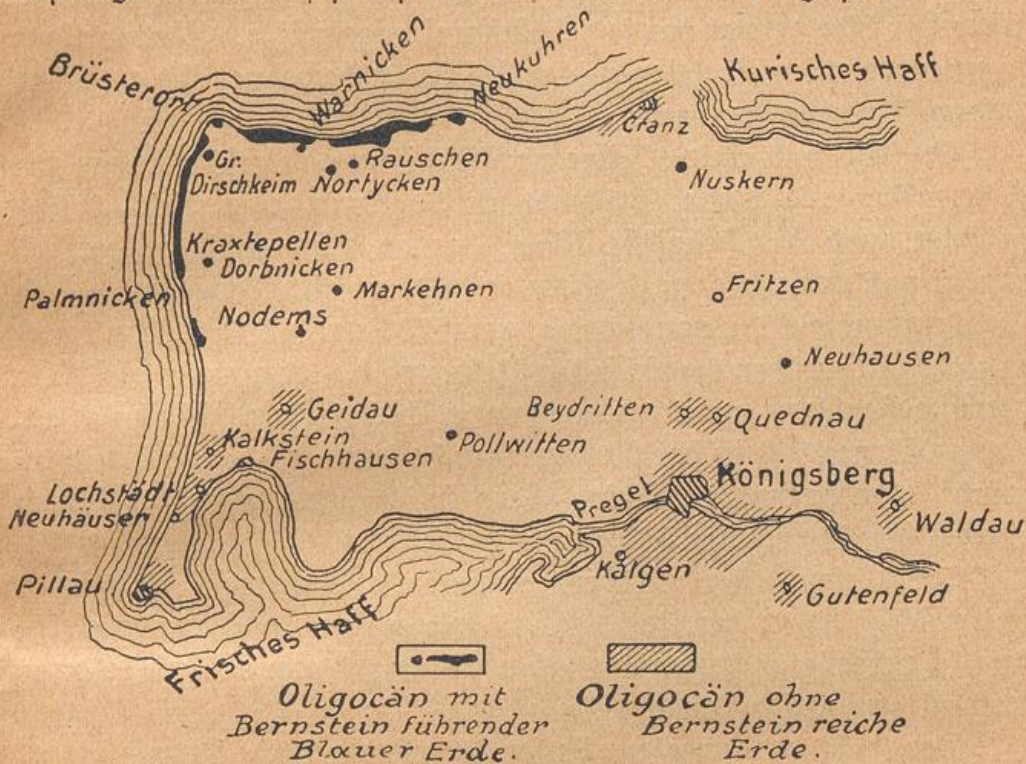 Brüsterort
Warnicken
Neukuhren
Kurisches Haff
Cranz
Gr.
Dirschkeim
Nortycken
Rauschen
Nuskern
Kraxtepellen
Dorbnicken
Palmnicken
Markehnen
Nodems
Fritzen
Neuhausen
Geidau
Beydritten
Quednau
Kalkstein
Fischhausen
Pollwitten
Lochstädt
Neuhäuser
Königsberg
Pregel
Waldau
Pillau
Kalgen
Gutenfeld
Frisches Haff
Oligocän mit
Bernstein führender
Blauer Erde.
Oligocän ohne
Bernstein reiche
Erde.